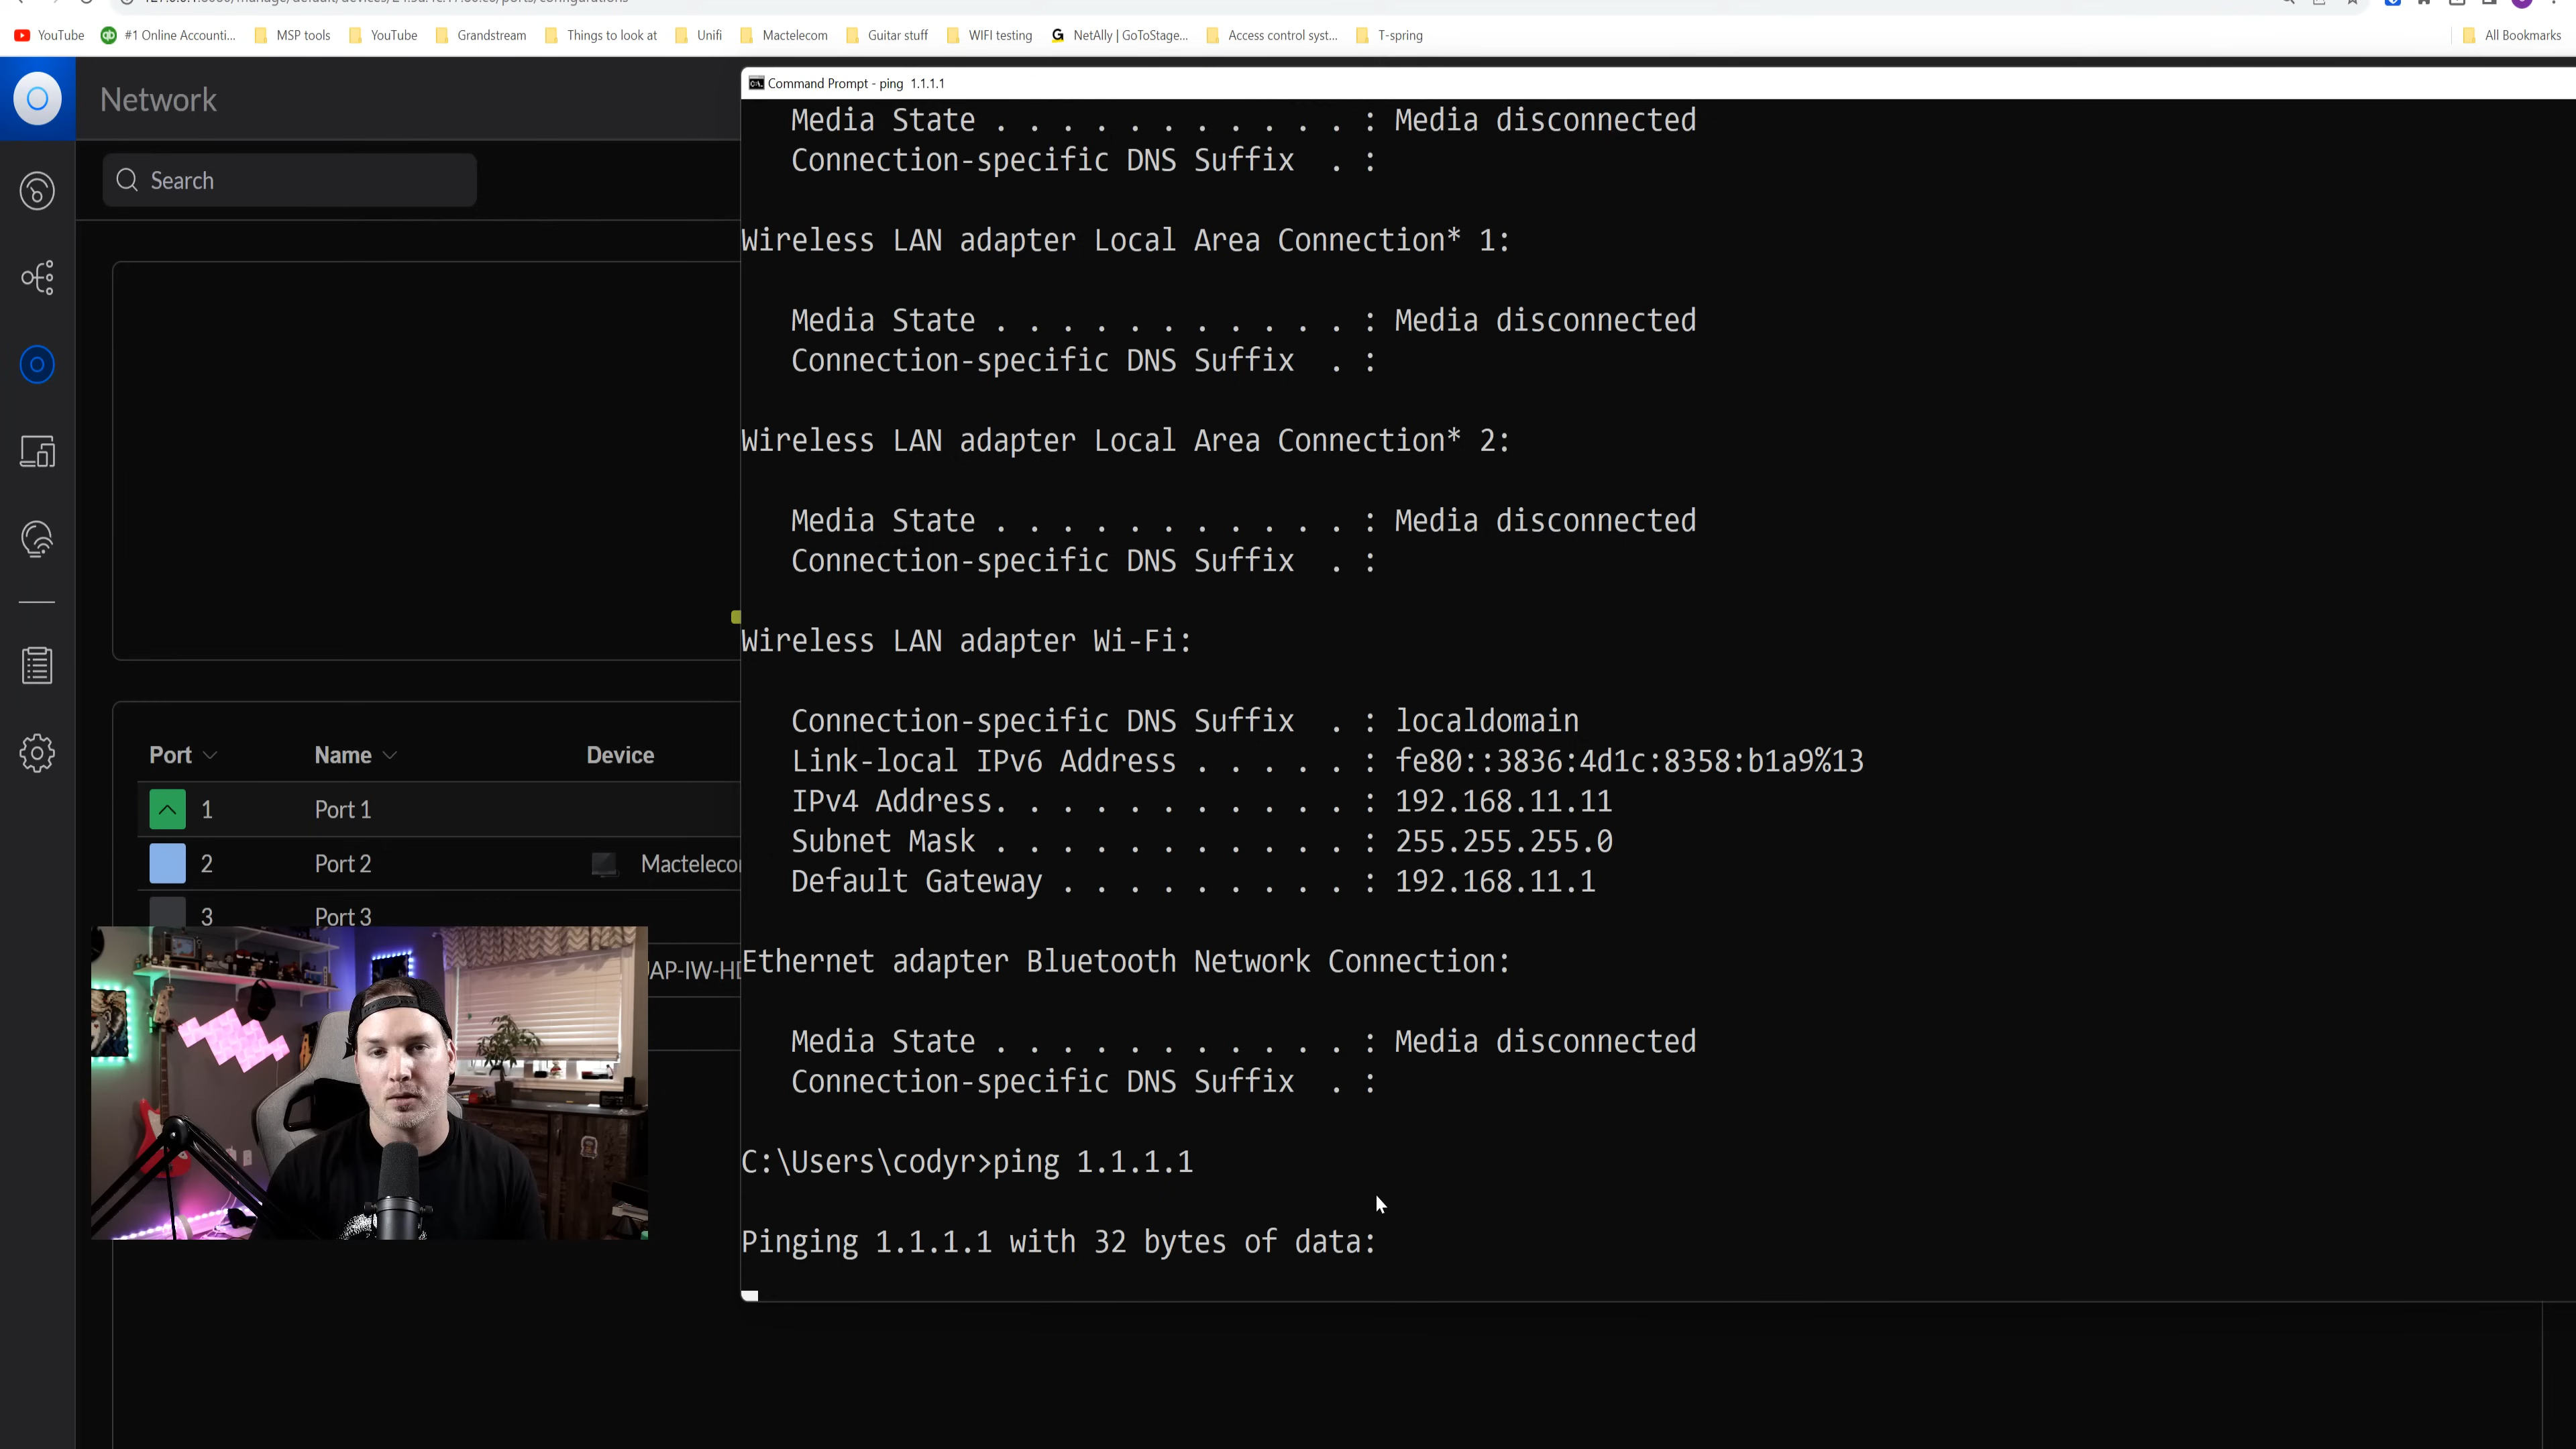 YouTube #1 Online Accounti... MSP tools YouTube Grandstream Things to look at Unifi Mactelecom Guitar stuff WIFI testing NetAlly | GoToStage... Access control syst... T-spring All Bookmarks
Network
Search
Port Name Device
1 Port 1
2 Port 2
3 Port 3
Command Prompt - ping 1.1.1.1
Media State . . . . . . . . . . . : Media disconnected
Connection-specific DNS Suffix . :
Wireless LAN adapter Local Area Connection* 1:
Media State . . . . . . . . . . . : Media disconnected
Connection-specific DNS Suffix . :
Wireless LAN adapter Local Area Connection* 2:
Media State . . . . . . . . . . . : Media disconnected
Connection-specific DNS Suffix . :
Wireless LAN adapter Wi-Fi:
Connection-specific DNS Suffix . : localdomain
Link-local IPv6 Address . . . . . : fe80::3836:4d1c:8358:b1a9%13
IPv4 Address. . . . . . . . . . . : 192.168.11.11
Subnet Mask . . . . . . . . . . . : 255.255.255.0
Default Gateway . . . . . . . . . : 192.168.11.1
Ethernet adapter Bluetooth Network Connection:
Media State . . . . . . . . . . . : Media disconnected
Connection-specific DNS Suffix . :
C:\Users\codyr>ping 1.1.1.1
Pinging 1.1.1.1 with 32 bytes of data: